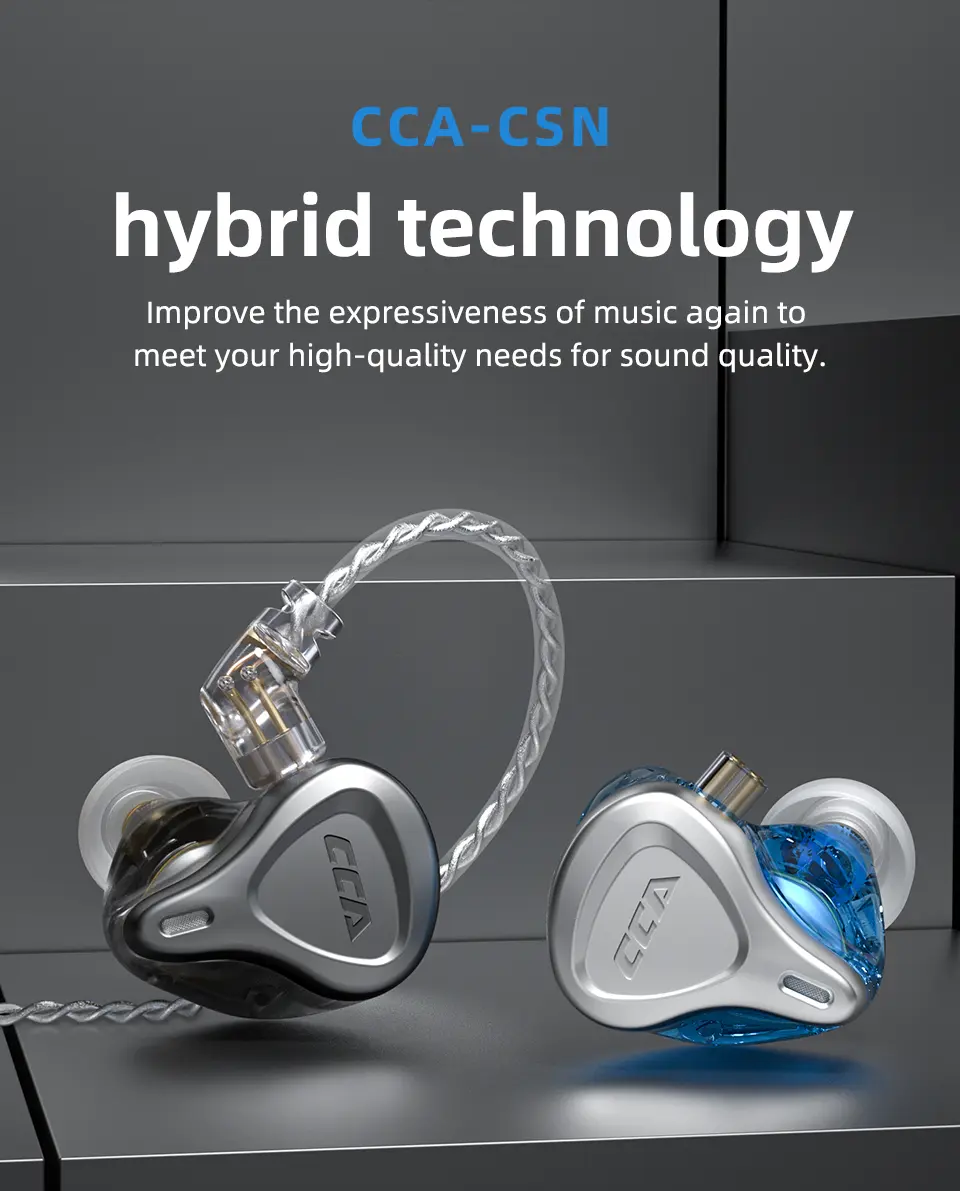 CCA-CSN
hybrid technology
Improve the expressiveness of music again to
meet your high-quality needs for sound quality.
CCA
CCA